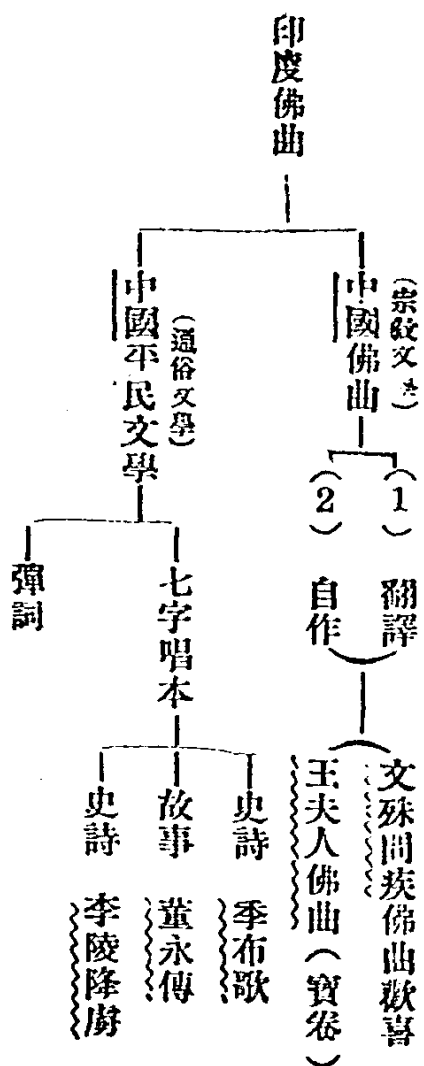 印度佛曲
(宗敎文學)
中國佛曲
(1) 翻譯
(2) 自作
文殊問疾佛曲歡喜
王夫人佛曲(寶卷)
(通俗文學)
中國平民文學
七字唱本
史詩 季布歌
故事 董永傳
史詩 李陵降虜
彈詞